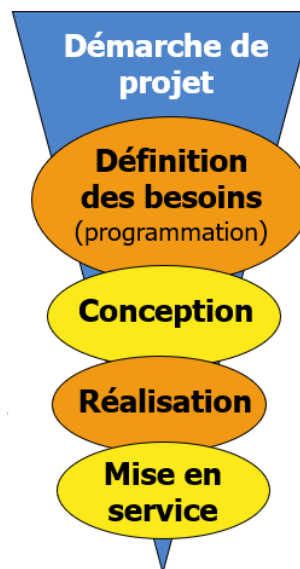 Démarche de
projet
Définition
des besoins
(programmation)
Conception
Réalisation
Mise en
service